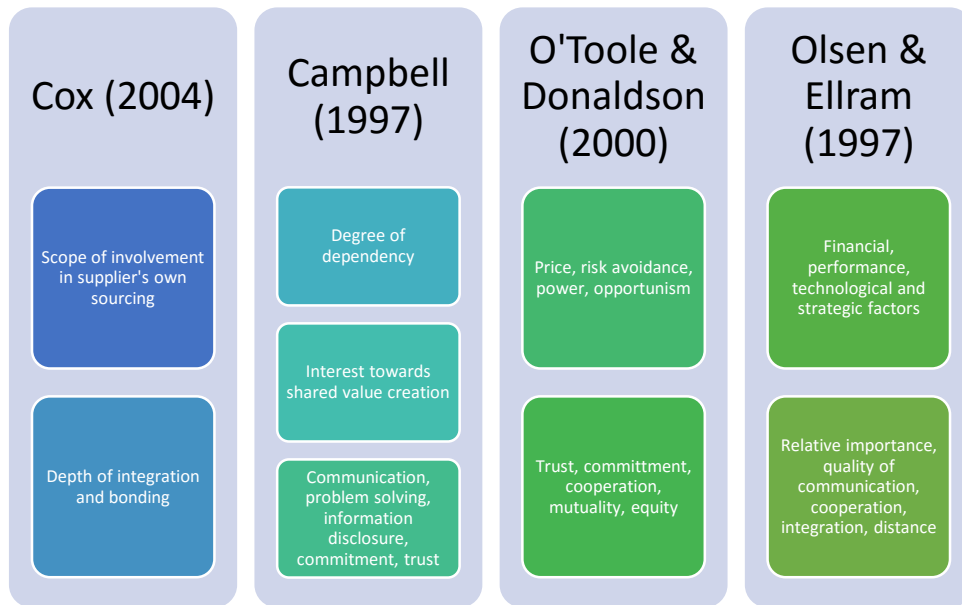 Cox (2004)
Scope of involvement
in supplier's own
sourcing
Depth of integration
and bonding
Campbell
(1997)
Degree of
dependency
Interest towards
shared value creation
Communication,
problem solving,
information
disclosure,
commitment, trust
O'Toole &
Donaldson
(2000)
Price, risk avoidance,
power, opportunism
Trust, committment,
cooperation,
mutuality, equity
Olsen &
Ellram
(1997)
Financial,
performance,
technological and
strategic factors
Relative importance,
quality of
communication,
cooperation,
integration, distance